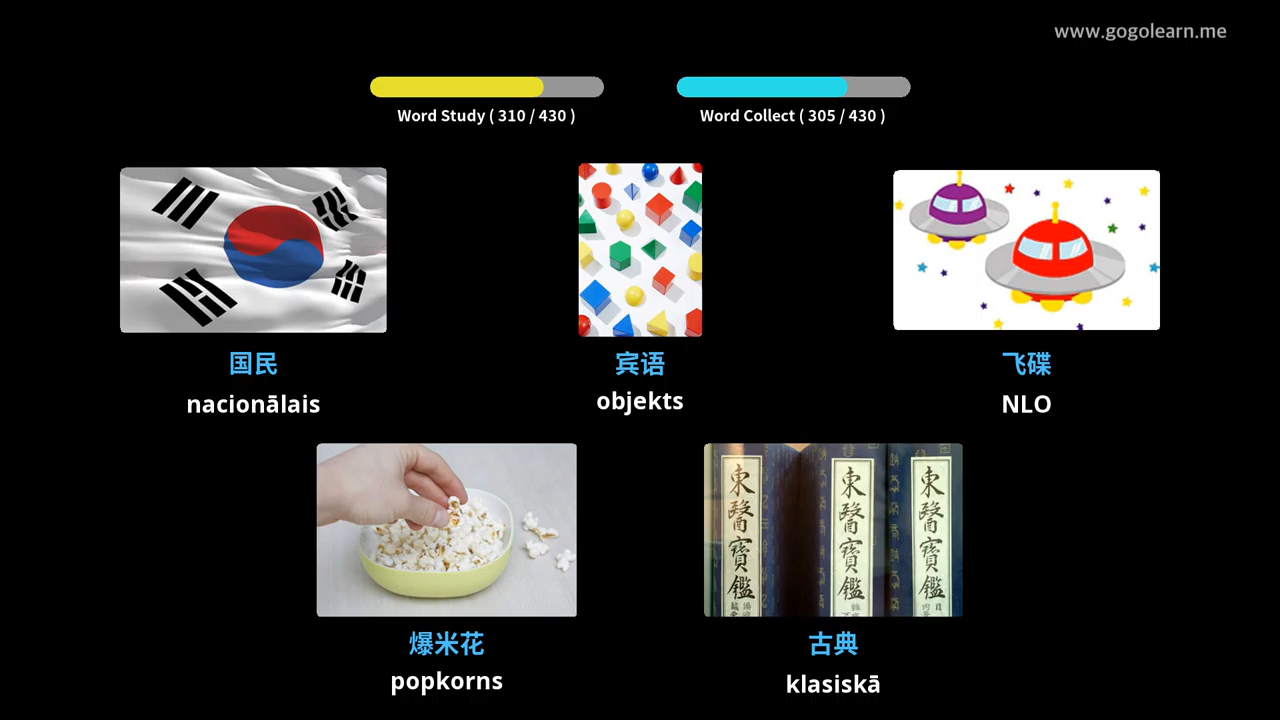 www.gogolearn.me
Word Study ( 310 / 430 )
Word Collect ( 305 / 430 )
国民
nacionālais
宾语
objekts
飞碟
NLO
東醫寶鑑
東醫寶鑑
東醫寶鑑
爆米花
popkorns
古典
klasiskā